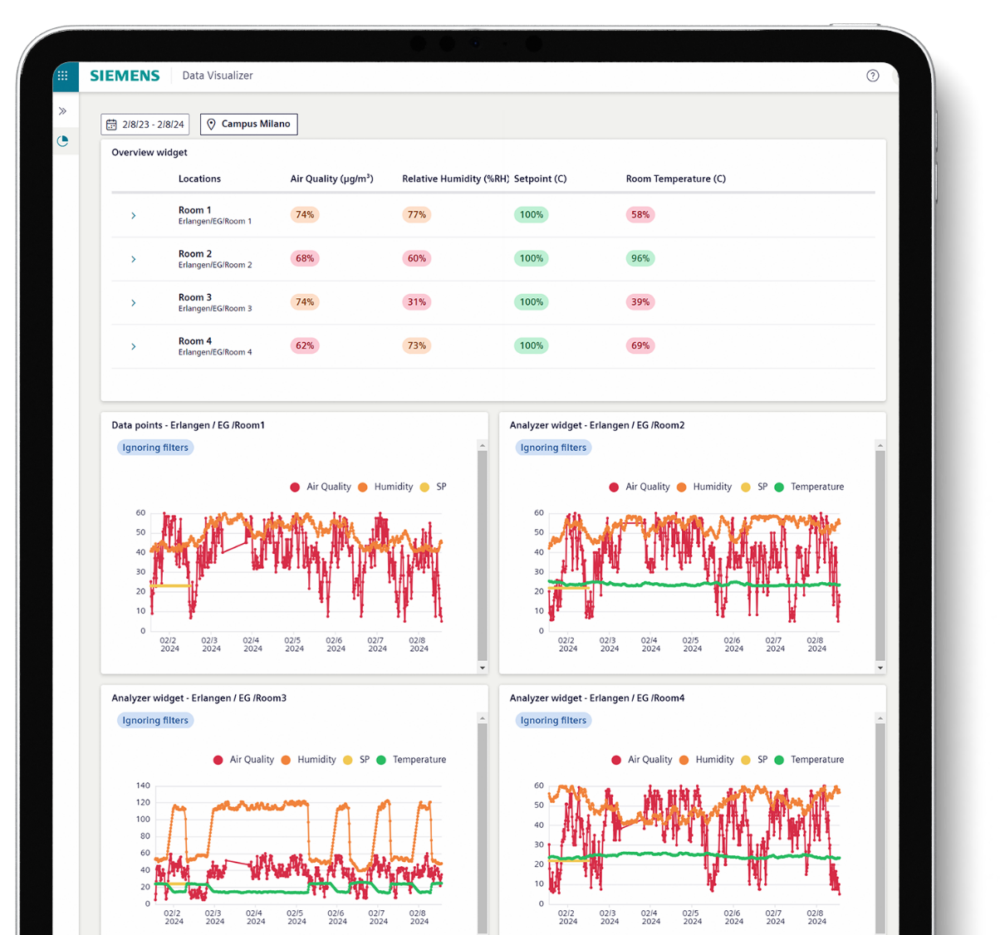 SIEMENS Data Visualizer
2/8/23 - 2/8/24 Campus Milano
Overview widget
Locations Air Quality (µg/m³) Relative Humidity (%RH) Setpoint (C) Room Temperature (C)
Room 1 74% 77% 100% 58%
Erlangen/EG/Room 1
Room 2 68% 60% 100% 96%
Erlangen/EG/Room 2
Room 3 74% 31% 100% 39%
Erlangen/EG/Room 3
Room 4 62% 73% 100% 69%
Erlangen/EG/Room 4
Data points - Erlangen / EG /Room1
Ignoring filters
Air Quality Humidity SP
60
50
40
30
20
10
0
02/2 02/3 02/4 02/5 02/6 02/7 02/8
2024 2024 2024 2024 2024 2024 2024
Analyzer widget - Erlangen / EG /Room2
Ignoring filters
Air Quality Humidity SP Temperature
60
50
40
30
20
10
0
02/2 02/3 02/4 02/5 02/6 02/7 02/8
2024 2024 2024 2024 2024 2024 2024
Analyzer widget - Erlangen / EG /Room3
Ignoring filters
Air Quality Humidity SP Temperature
140
120
100
80
60
40
20
0
02/2 02/3 02/4 02/5 02/6 02/7 02/8
2024 2024 2024 2024 2024 2024 2024
Analyzer widget - Erlangen / EG /Room4
Ignoring filters
Air Quality Humidity SP Temperature
60
50
40
30
20
10
0
02/2 02/3 02/4 02/5 02/6 02/7 02/8
2024 2024 2024 2024 2024 2024 2024